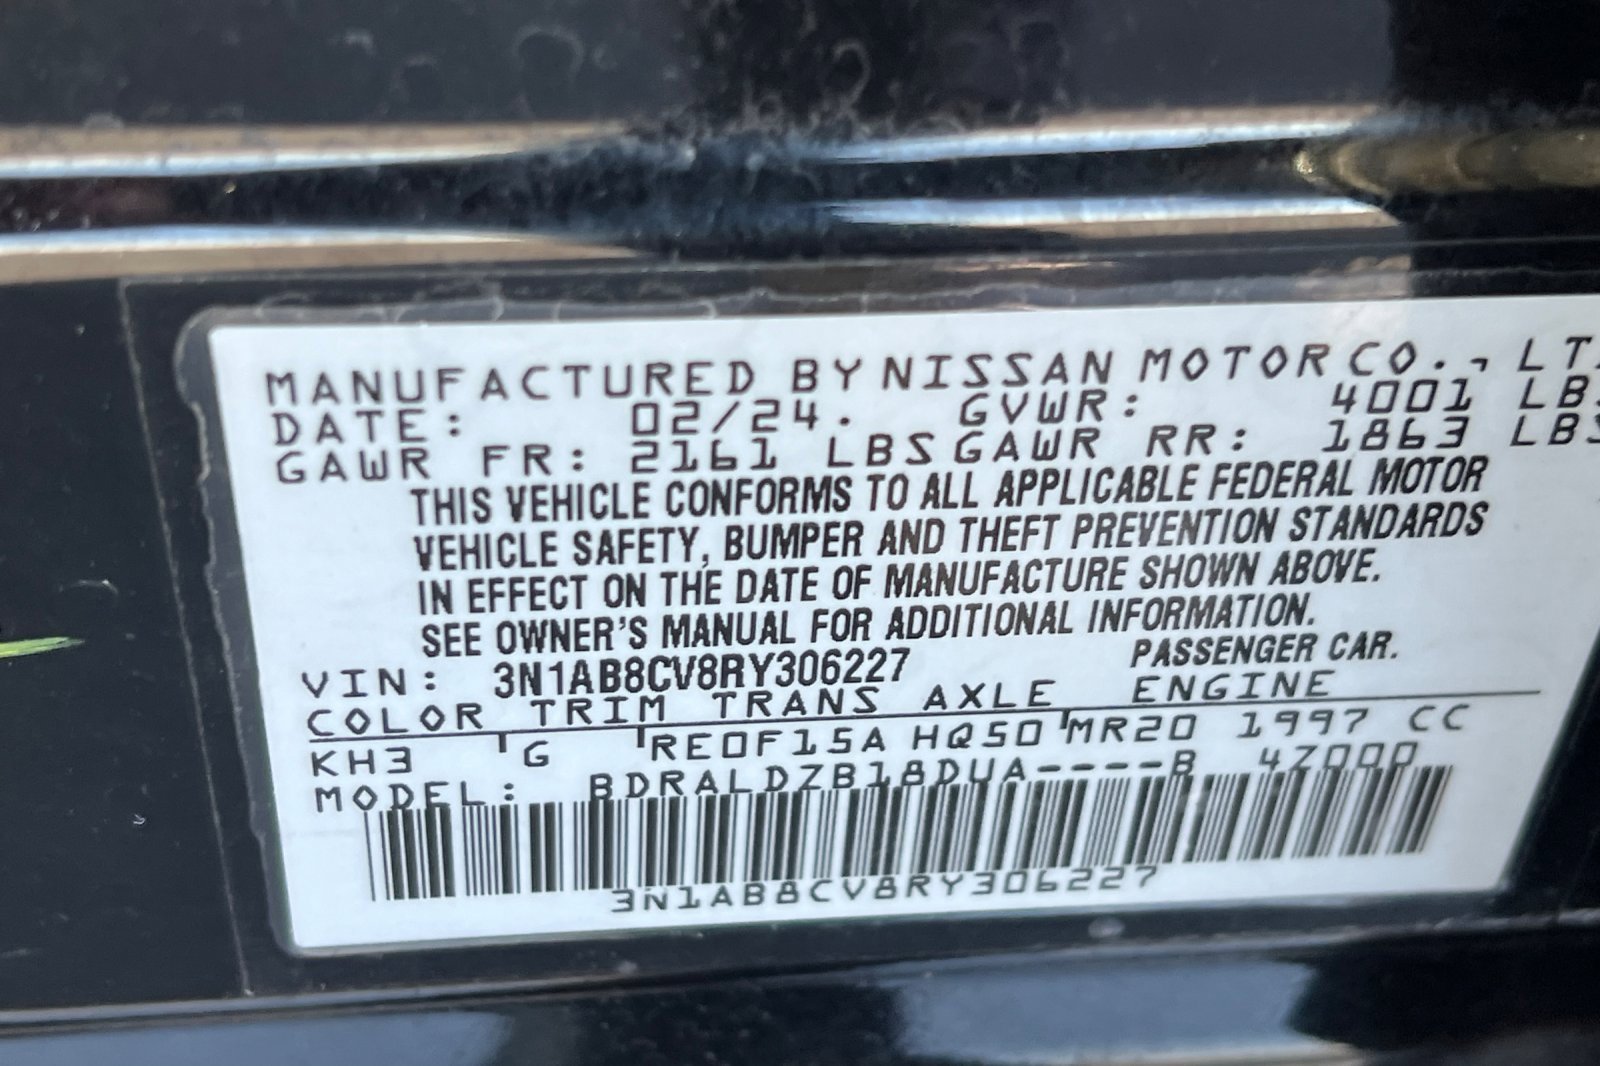 MANUFACTURED BY NISSAN MOTOR CO., LT
DATE: 02/24. GVWR: 4001 LBS
GAWR FR: 2161 LBS GAWR RR: 1863 LBS
THIS VEHICLE CONFORMS TO ALL APPLICABLE FEDERAL MOTOR
VEHICLE SAFETY, BUMPER AND THEFT PREVENTION STANDARDS
IN EFFECT ON THE DATE OF MANUFACTURE SHOWN ABOVE.
SEE OWNER'S MANUAL FOR ADDITIONAL INFORMATION.
VIN: 3N1AB8CV8RY306227 PASSENGER CAR.
COLOR TRIM TRANS AXLE ENGINE
KH3 G RE0F15A HQ50 MR20 1997 CC
MODEL: BDRALDZB18DUA----B 4Z000
3N1AB8CV8RY306227